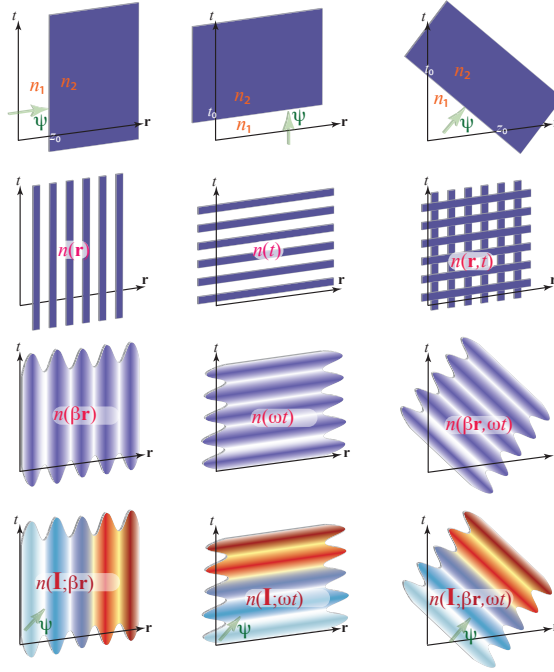 t
n₁
n₂
ψ
z₀
r
t
t₀
n₂
n₁
ψ
r
t
t₀
n₂
n₁
ψ
z₀
r
t
n(r)
r
t
n(t)
r
t
n(r,t)
r
t
n(βr)
r
t
n(ωt)
r
t
n(βr,ωt)
r
t
n(I;βr)
ψ
r
t
n(I;ωt)
ψ
r
t
n(I;βr,ωt)
ψ
r